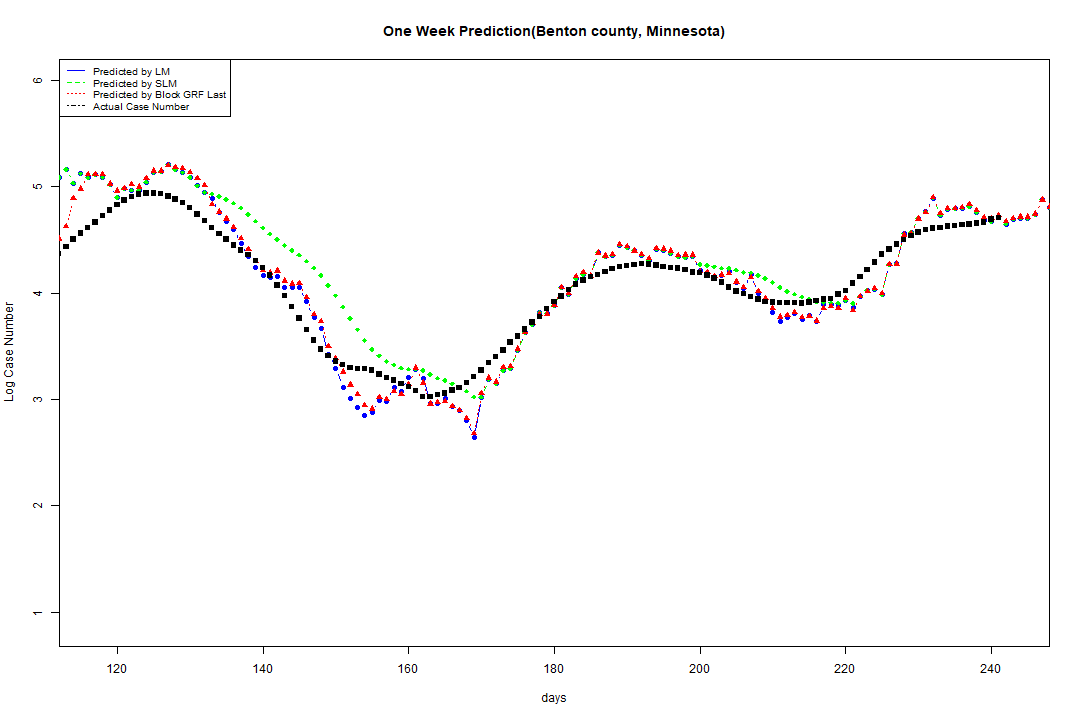 One Week Prediction(Benton county, Minnesota)
Predicted by LM
Predicted by SLM
Predicted by Block GRF Last
Actual Case Number
6
5
4
3
2
1
Log Case Number
120 140 160 180 200 220 240
days